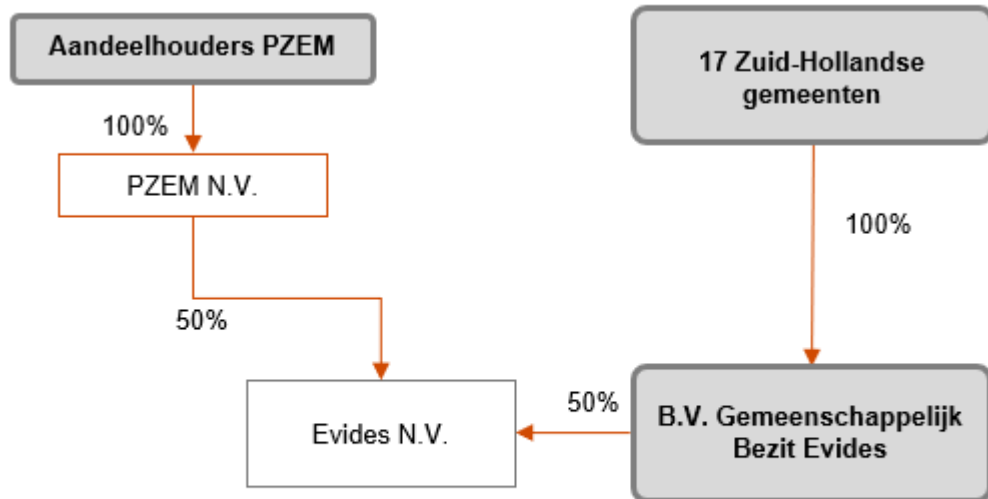 Aandeelhouders PZEM
17 Zuid-Hollandse
gemeenten
100%
PZEM N.V.
100%
50%
Evides N.V.
50%
B.V. Gemeenschappelijk
Bezit Evides